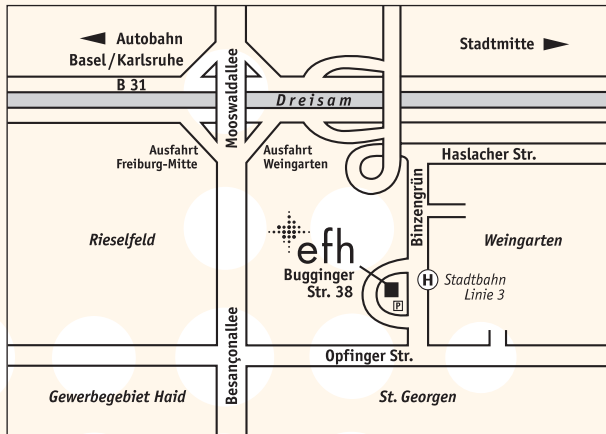 Autobahn
Basel/Karlsruhe
Stadtmitte
B 31
Mooswaldallee
Dreisam
Ausfahrt
Freiburg-Mitte
Ausfahrt
Weingarten
Haslacher Str.
Binzengrün
Rieselfeld
Weingarten
efh
Bugginger
Str. 38
P
H
Stadtbahn
Linie 3
Besançonallee
Opfinger Str.
Gewerbegebiet Haid
St. Georgen